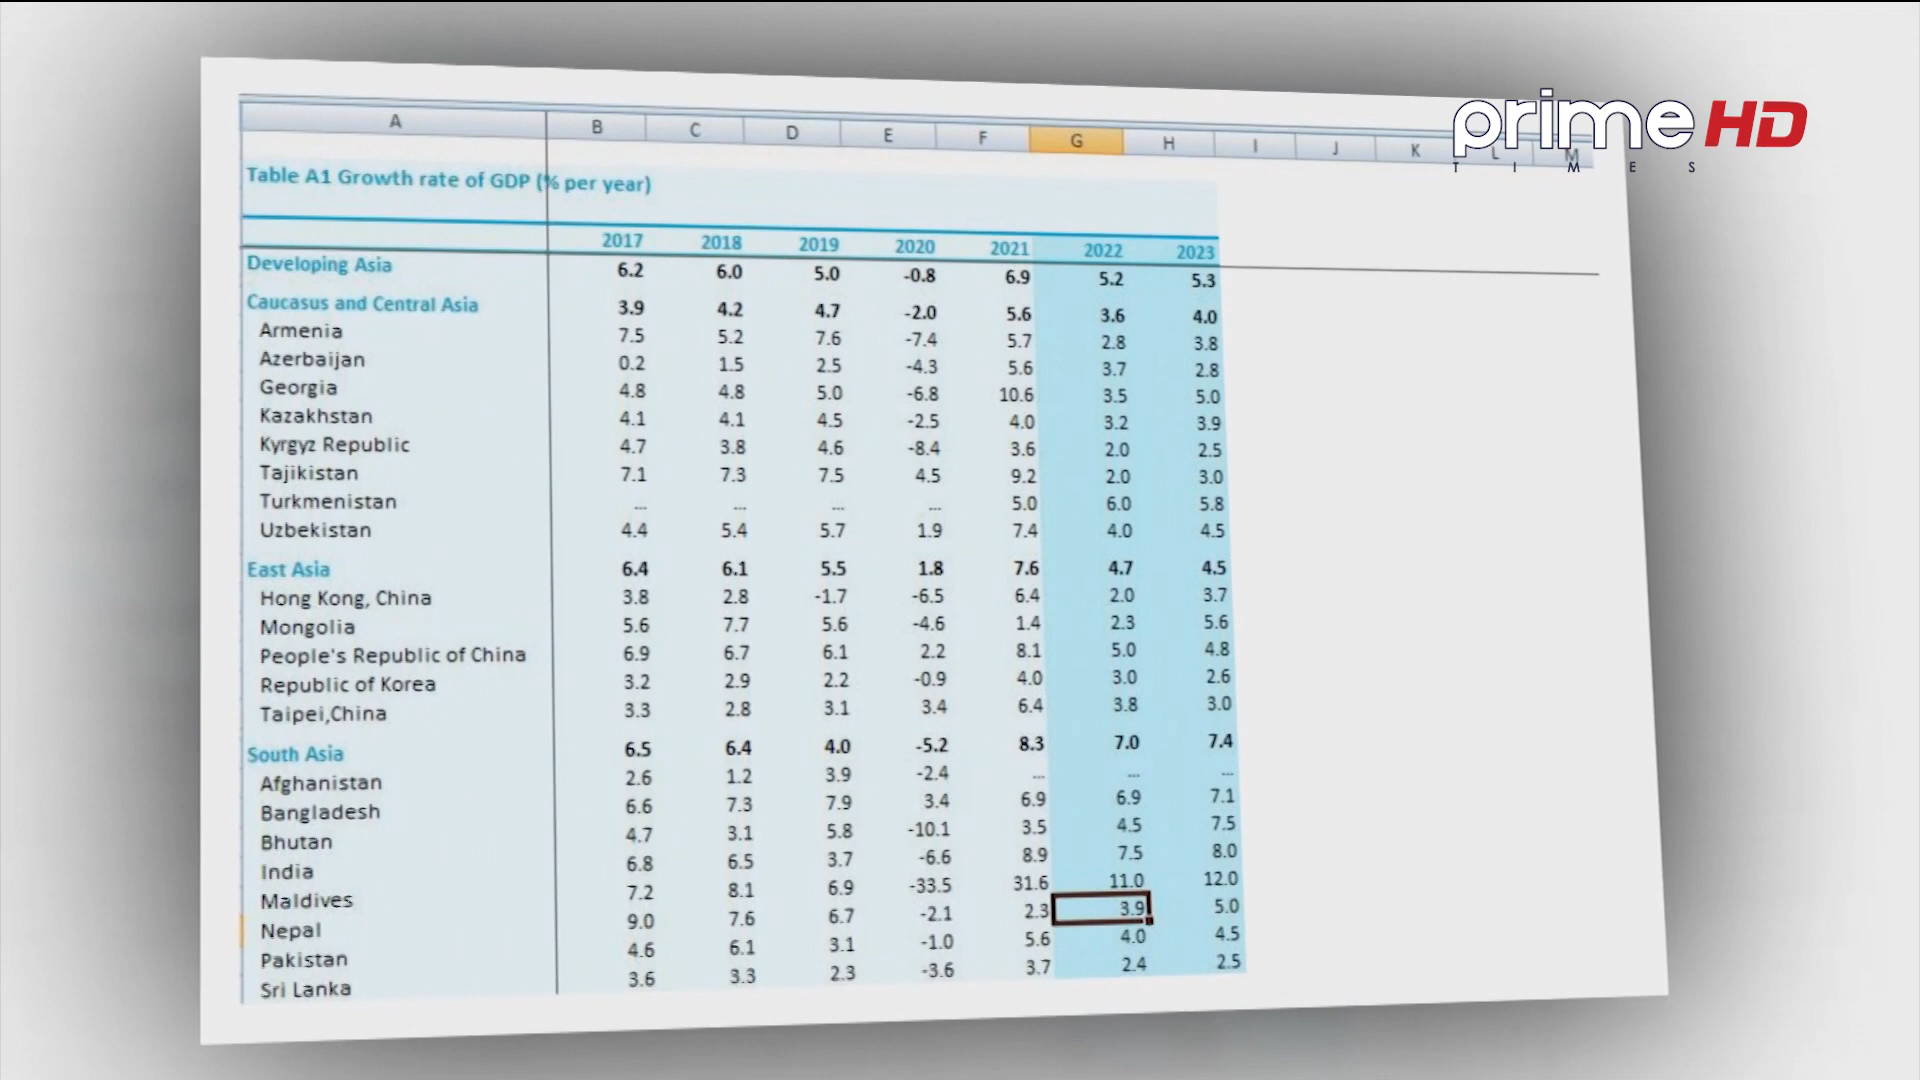 prime HD
TIMES
A B C D E F G H I J K L M
Table A1 Growth rate of GDP (% per year)
2017 2018 2019 2020 2021 2022 2023
Developing Asia 6.2 6.0 5.0 -0.8 6.9 5.2 5.3
Caucasus and Central Asia 3.9 4.2 4.7 -2.0 5.6 3.6 4.0
Armenia 7.5 5.2 7.6 -7.4 5.7 2.8 3.8
Azerbaijan 0.2 1.5 2.5 -4.3 5.6 3.7 2.8
Georgia 4.8 4.8 5.0 -6.8 10.6 3.5 5.0
Kazakhstan 4.1 4.1 4.5 -2.5 4.0 3.2 3.9
Kyrgyz Republic 4.7 3.8 4.6 -8.4 3.6 2.0 2.5
Tajikistan 7.1 7.3 7.5 4.5 9.2 2.0 3.0
Turkmenistan ... ... ... ... 5.0 6.0 5.8
Uzbekistan 4.4 5.4 5.7 1.9 7.4 4.0 4.5
East Asia 6.4 6.1 5.5 1.8 7.6 4.7 4.5
Hong Kong, China 3.8 2.8 -1.7 -6.5 6.4 2.0 3.7
Mongolia 5.6 7.7 5.6 -4.6 1.4 2.3 5.6
People's Republic of China 6.9 6.7 6.1 2.2 8.1 5.0 4.8
Republic of Korea 3.2 2.9 2.2 -0.9 4.0 3.0 2.6
Taipei,China 3.3 2.8 3.1 3.4 6.4 3.8 3.0
South Asia 6.5 6.4 4.0 -5.2 8.3 7.0 7.4
Afghanistan 2.6 1.2 3.9 -2.4 ... ... ...
Bangladesh 6.6 7.3 7.9 3.4 6.9 6.9 7.1
Bhutan 4.7 3.1 5.8 -10.1 3.5 4.5 7.5
India 6.8 6.5 3.7 -6.6 8.9 7.5 8.0
Maldives 7.2 8.1 6.9 -33.5 31.6 11.0 12.0
Nepal 9.0 7.6 6.7 -2.1 2.3 3.9 5.0
Pakistan 4.6 6.1 3.1 -1.0 5.6 4.0 4.5
Sri Lanka 3.6 3.3 2.3 -3.6 3.7 2.4 2.5